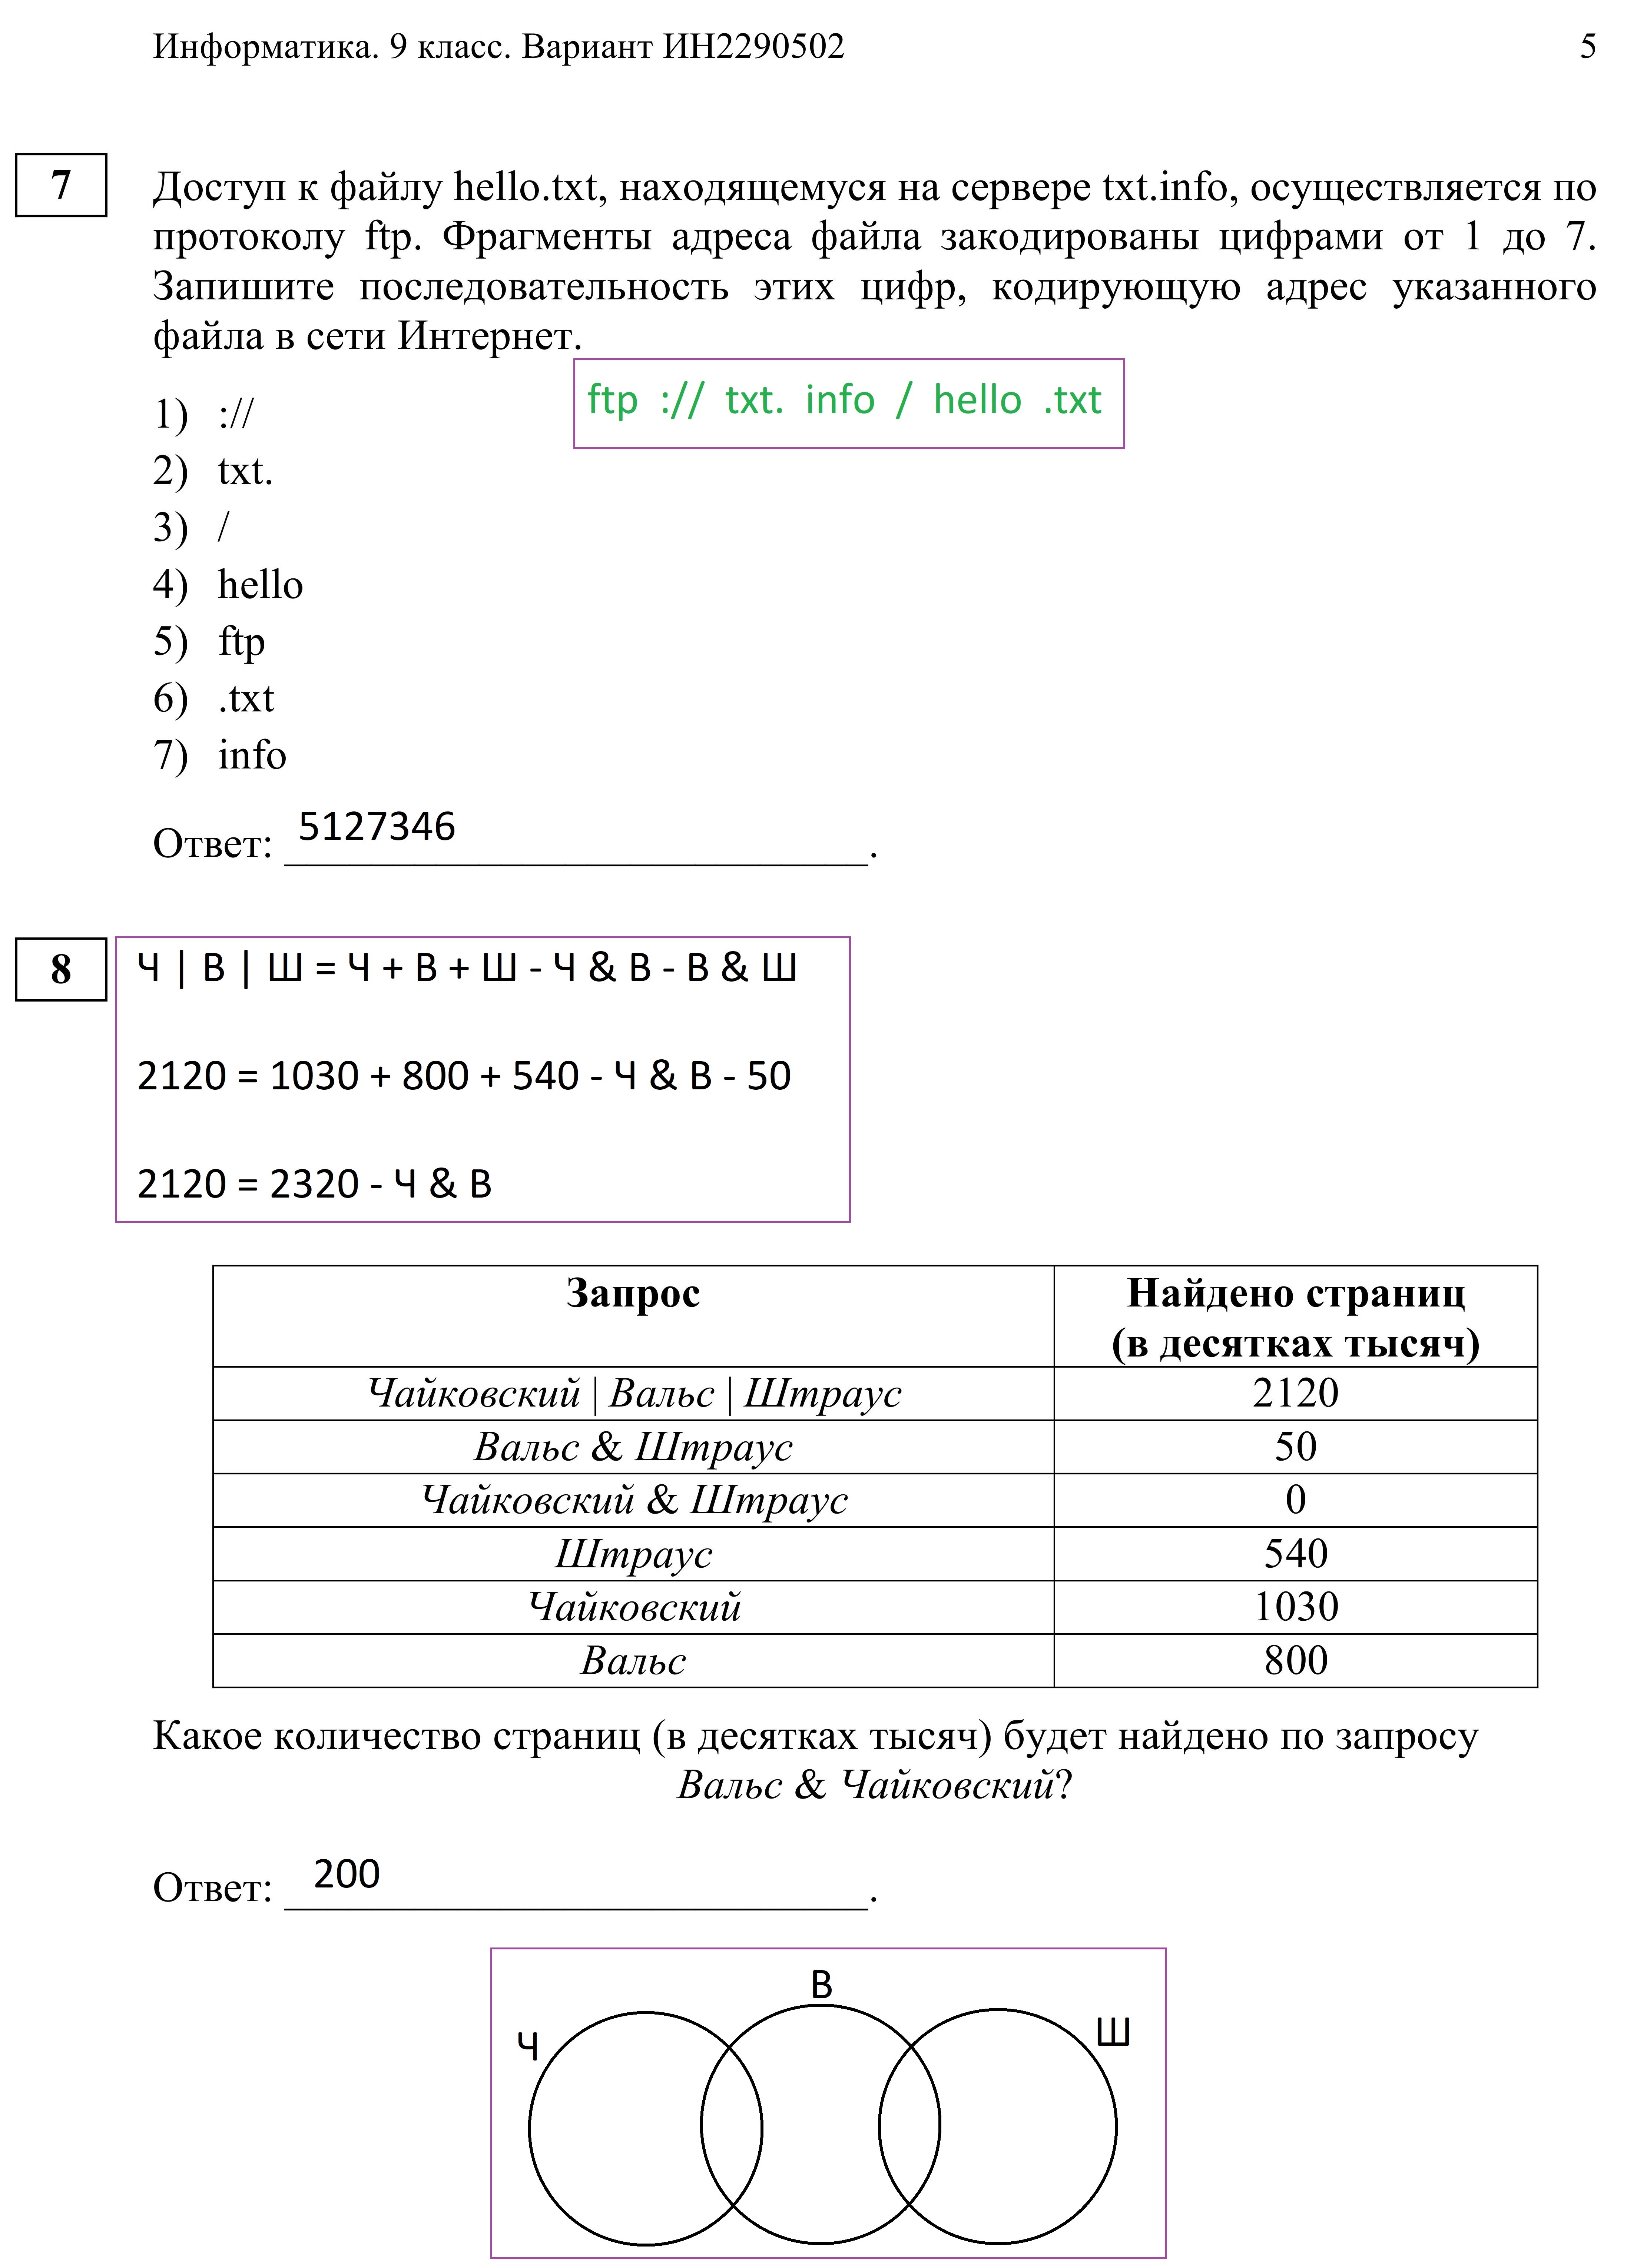 Информатика. 9 класс. Вариант ИН2290502 5
7
Доступ к файлу hello.txt, находящемуся на сервере txt.info, осуществляется по
протоколу ftp. Фрагменты адреса файла закодированы цифрами от 1 до 7.
Запишите последовательность этих цифр, кодирующую адрес указанного
файла в сети Интернет.
ftp :// txt. info / hello .txt
1) ://
2) txt.
3) /
4) hello
5) ftp
6) .txt
7) info
Ответ: 5127346.
8
Ч | В | Ш = Ч + В + Ш - Ч & В - В & Ш
2120 = 1030 + 800 + 540 - Ч & В - 50
2120 = 2320 - Ч & В
Запрос Найдено страниц
(в десятках тысяч)
Чайковский | Вальс | Штраус 2120
Вальс & Штраус 50
Чайковский & Штраус 0
Штраус 540
Чайковский 1030
Вальс 800
Какое количество страниц (в десятках тысяч) будет найдено по запросу
Вальс & Чайковский?
Ответ: 200.
В
Ч Ш